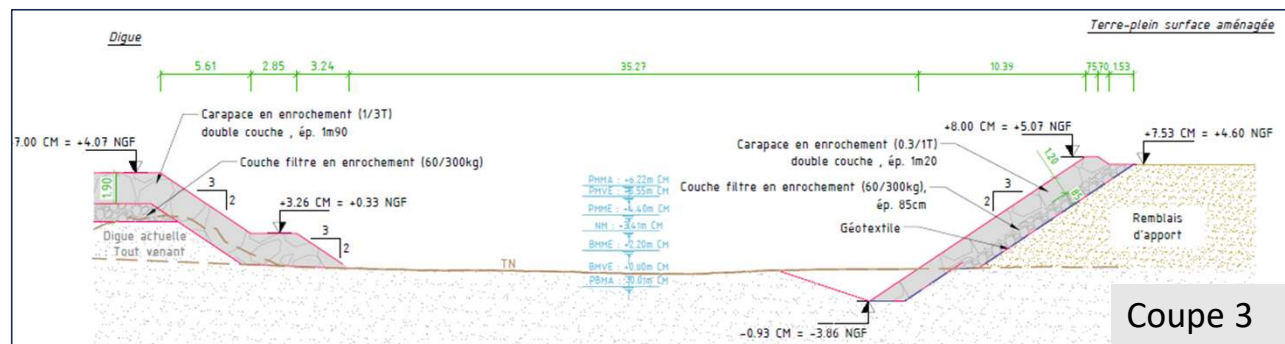 Digue
Terre-plein surface aménagée
5.61
2.85
3.24
35.27
10.39
75
70
1.53
Carapace en enrochement (1/3T)
double couche , ép. 1m90
7.00 CM = +4.07 NGF
Couche filtre en enrochement (60/300kg)
1.90
3
2
+3.26 CM = +0.33 NGF
3
2
Digue actuelle
Tout venant
TN
PHMA : +6.22m CM
PMVE : +5.55m CM
PMME : +4.40m CM
NM : +3.41m CM
BMME : +2.20m CM
BMVE : +0.80m CM
PBMA : -0.01m CM
+8.00 CM = +5.07 NGF
+7.53 CM = +4.60 NGF
Carapace en enrochement (0.3/1T)
double couche , ép. 1m20
1.20
3
2
Couche filtre en enrochement (60/300kg),
ép. 85cm
Géotextile
Remblais
d'apport
-0.93 CM = -3.86 NGF
Coupe 3